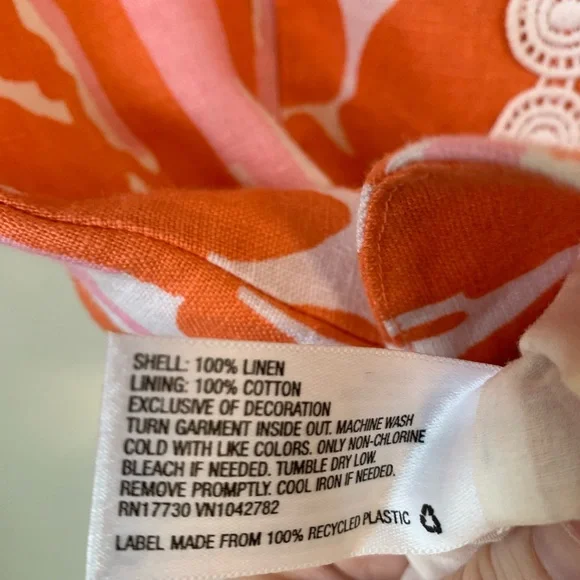 SHELL: 100% LINEN
LINING: 100% COTTON
EXCLUSIVE OF DECORATION
TURN GARMENT INSIDE OUT. MACHINE WASH
COLD WITH LIKE COLORS. ONLY NON-CHLORINE
BLEACH IF NEEDED. TUMBLE DRY LOW.
REMOVE PROMPTLY. COOL IRON IF NEEDED.
RN17730 VN1042782
LABEL MADE FROM 100% RECYCLED PLASTIC